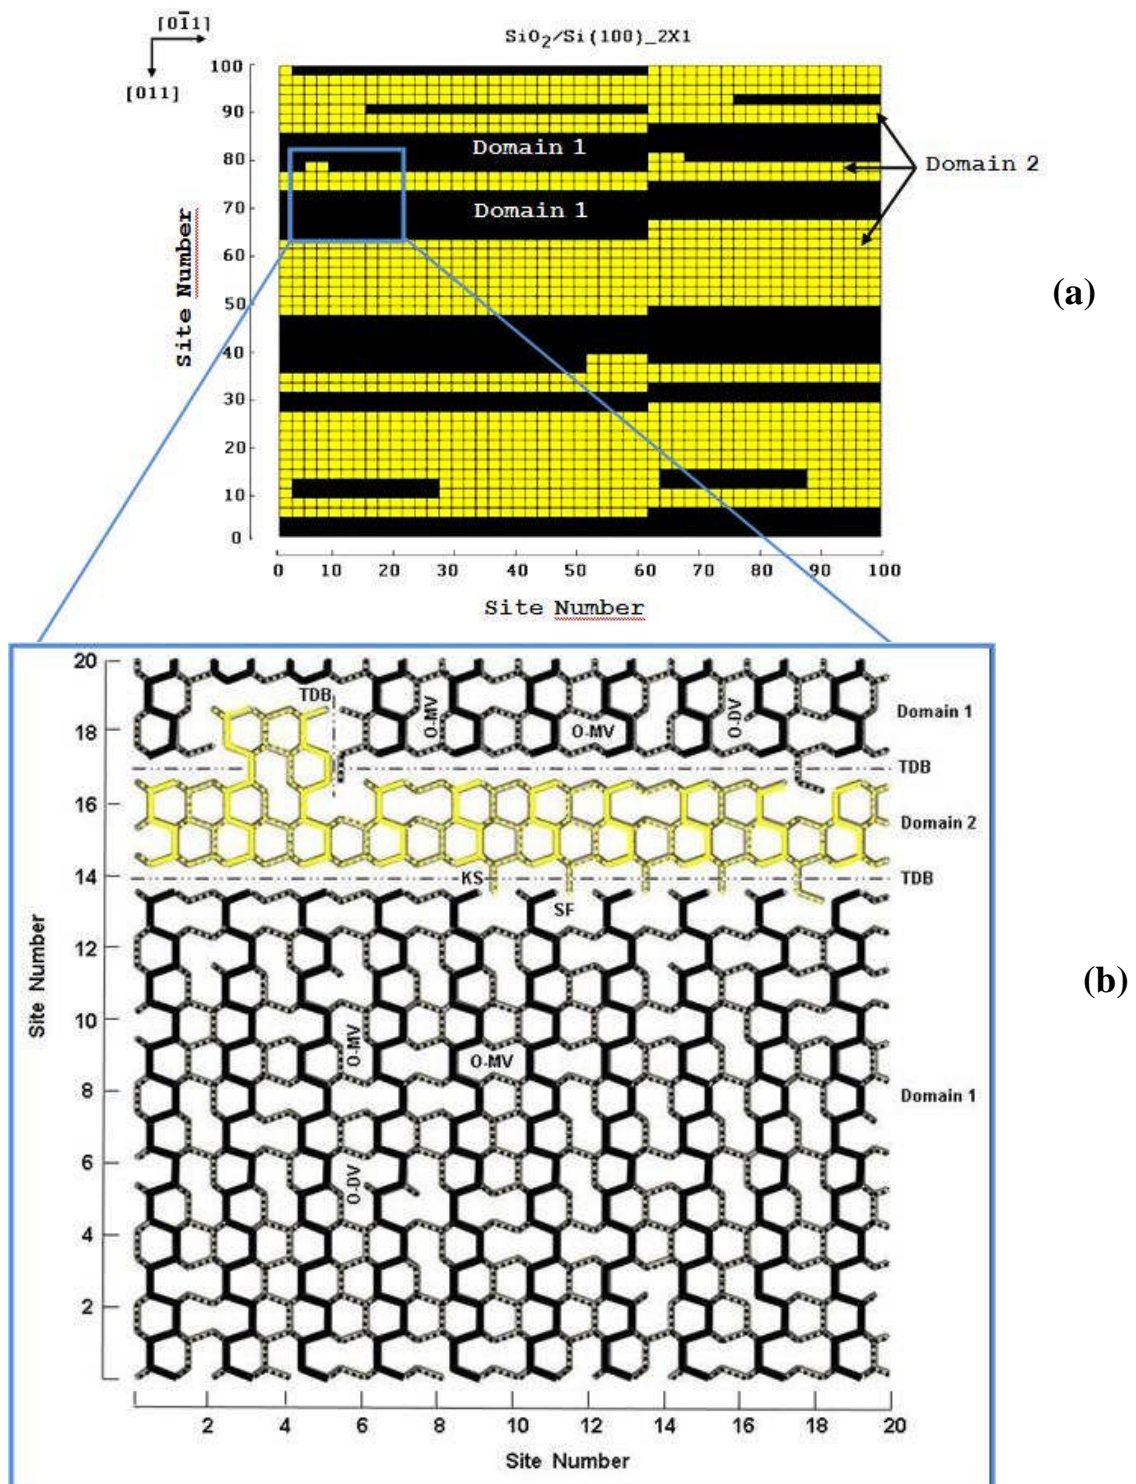 [01̄1]
SiO2/Si(100)_2X1
[011]
100
90
80
70
60
50
40
30
20
10
0
Site Number
Domain 1
Domain 1
Domain 2
(a)
0 10 20 30 40 50 60 70 80 90 100
Site Number
20
18
16
14
12
10
8
6
4
2
Site Number
TDB
O-MV
O-MV
O-DV
Domain 1
TDB
Domain 2
KS
TDB
SF
(b)
O-MV
O-MV
Domain 1
O-DV
2 4 6 8 10 12 14 16 18 20
Site Number